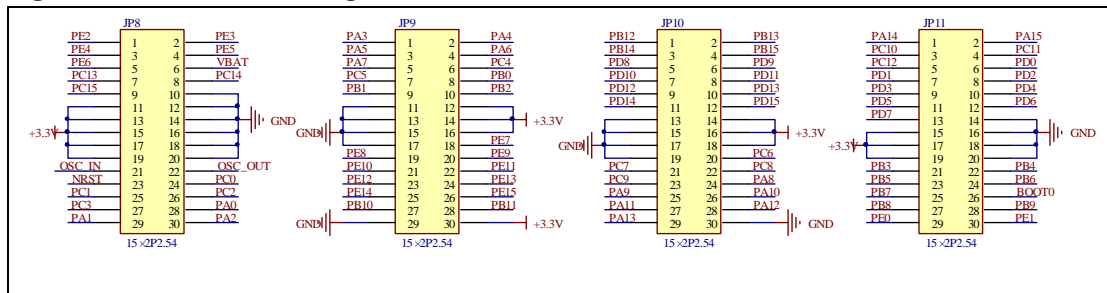 JP8
PE2 1 2 PE3
PE4 3 4 PE5
PE6 5 6 VBAT
PC13 7 8 PC14
PC15 9 10
11 12
13 14 GND
+3.3V 15 16
17 18
19 20
OSC_IN 21 22 OSC_OUT
NRST 23 24 PC0
PC1 25 26 PC2
PC3 27 28 PA0
PA1 29 30 PA2
15×2P2.54
JP9
PA3 1 2 PA4
PA5 3 4 PA6
PA7 5 6 PC4
PC5 7 8 PB0
PB1 9 10 PB2
11 12
13 14 +3.3V
GND 15 16
17 18 PE7
PE8 19 20 PE9
PE10 21 22 PE11
PE12 23 24 PE13
PE14 25 26 PE15
PB10 27 28 PB11
GND 29 30 +3.3V
15×2P2.54
JP10
PB12 1 2 PB13
PB14 3 4 PB15
PD8 5 6 PD9
PD10 7 8 PD11
PD12 9 10 PD13
PD14 11 12 PD15
13 14
15 16 +3.3V
GND 17 18
19 20 PC6
PC7 21 22 PC8
PC9 23 24 PA8
PA9 25 26 PA10
PA11 27 28 PA12
PA13 29 30 GND
15×2P2.54
JP11
PA14 1 2 PA15
PC10 3 4 PC11
PC12 5 6 PD0
PD1 7 8 PD2
PD3 9 10 PD4
PD5 11 12 PD6
PD7 13 14
15 16 GND
+3.3V 17 18
19 20
PB3 21 22 PB4
PB5 23 24 PB6
PB7 25 26 BOOT0
PB8 27 28 PB9
PE0 29 30 PE1
15×2P2.54